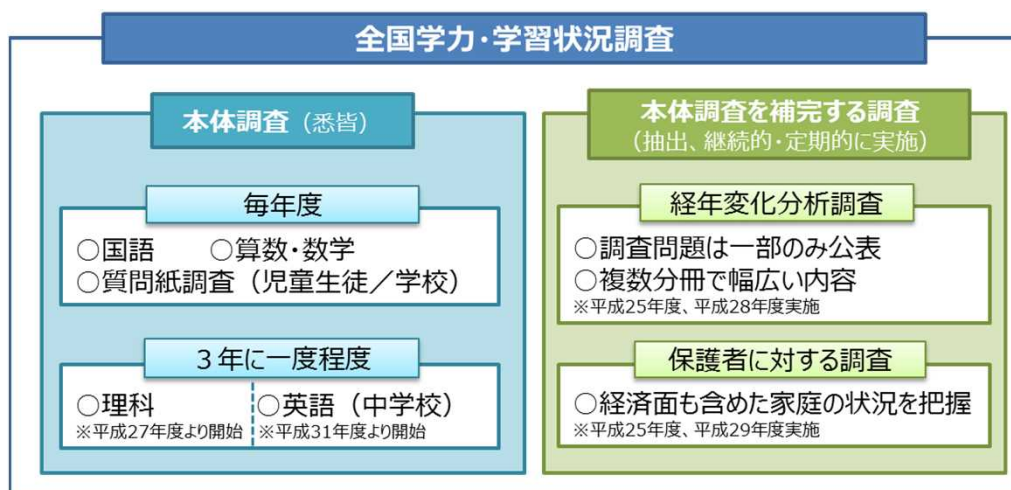 全国学力・学習状況調査
本体調査（悉皆）
毎年度
○国語　○算数・数学
○質問紙調査（児童生徒／学校）
３年に一度程度
○理科
※平成27年度より開始
○英語（中学校）
※平成31年度より開始
本体調査を補完する調査
（抽出、継続的・定期的に実施）
経年変化分析調査
○調査問題は一部のみ公表
○複数分冊で幅広い内容
※平成25年度、平成28年度実施
保護者に対する調査
○経済面も含めた家庭の状況を把握
※平成25年度、平成29年度実施